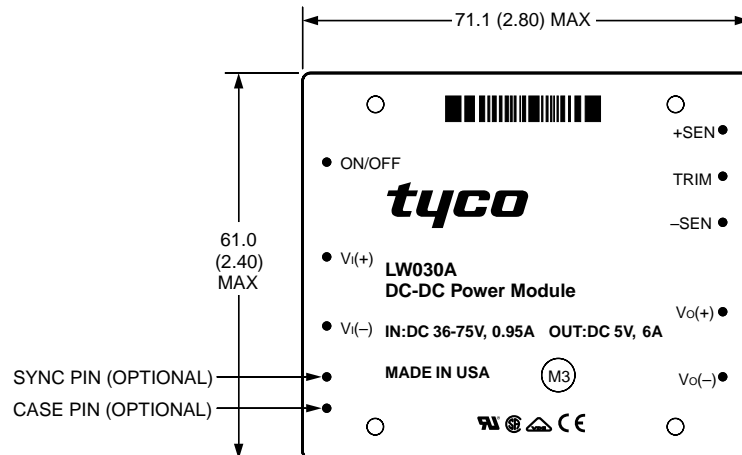 71.1 (2.80) MAX
+SEN
ON/OFF
TRIM
tyco
–SEN
61.0
(2.40)
MAX
VI(+)
LW030A
DC-DC Power Module
VO(+)
VI(–) IN:DC 36-75V, 0.95A OUT:DC 5V, 6A
SYNC PIN (OPTIONAL)
MADE IN USA
M3
VO(–)
CASE PIN (OPTIONAL)
CE